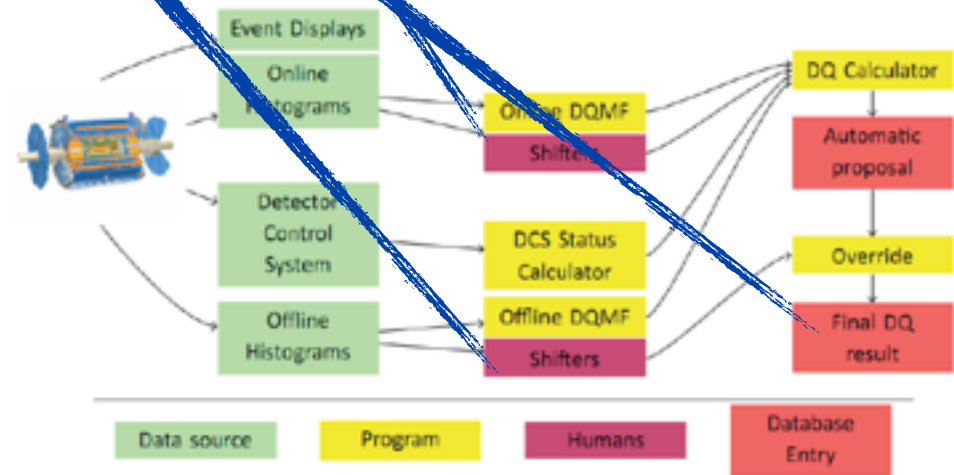 Event Displays
Online
Histograms
Detector
Control
System
Offline
Histograms
Online DQMF
Shifters
DCS Status
Calculator
Offline DQMF
Shifters
DQ Calculator
Automatic
proposal
Override
Final DQ
result
Data source
Program
Humans
Database
Entry